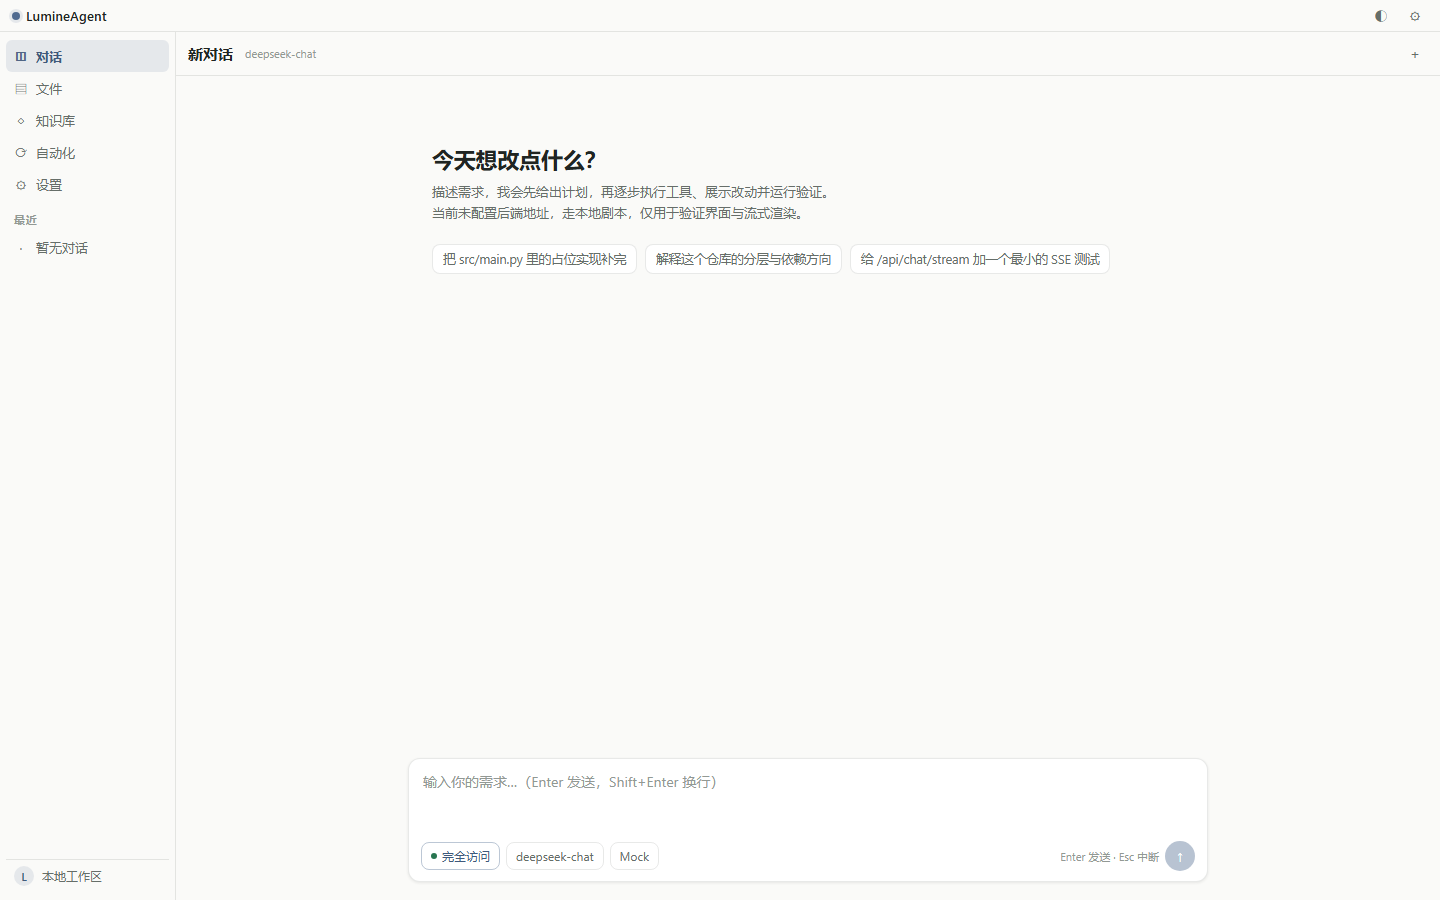 LumineAgent
对话
文件
知识库
自动化
设置
最近
暂无对话
L 本地工作区
新对话 deepseek-chat
+
今天想改点什么？
描述需求，我会先给出计划，再逐步执行工具、展示改动并运行验证。
当前未配置后端地址，走本地剧本，仅用于验证界面与流式渲染。
把 src/main.py 里的占位实现补完
解释这个仓库的分层与依赖方向
给 /api/chat/stream 加一个最小的 SSE 测试
输入你的需求…（Enter 发送，Shift+Enter 换行）
完全访问 deepseek-chat Mock
Enter 发送 · Esc 中断 ↑